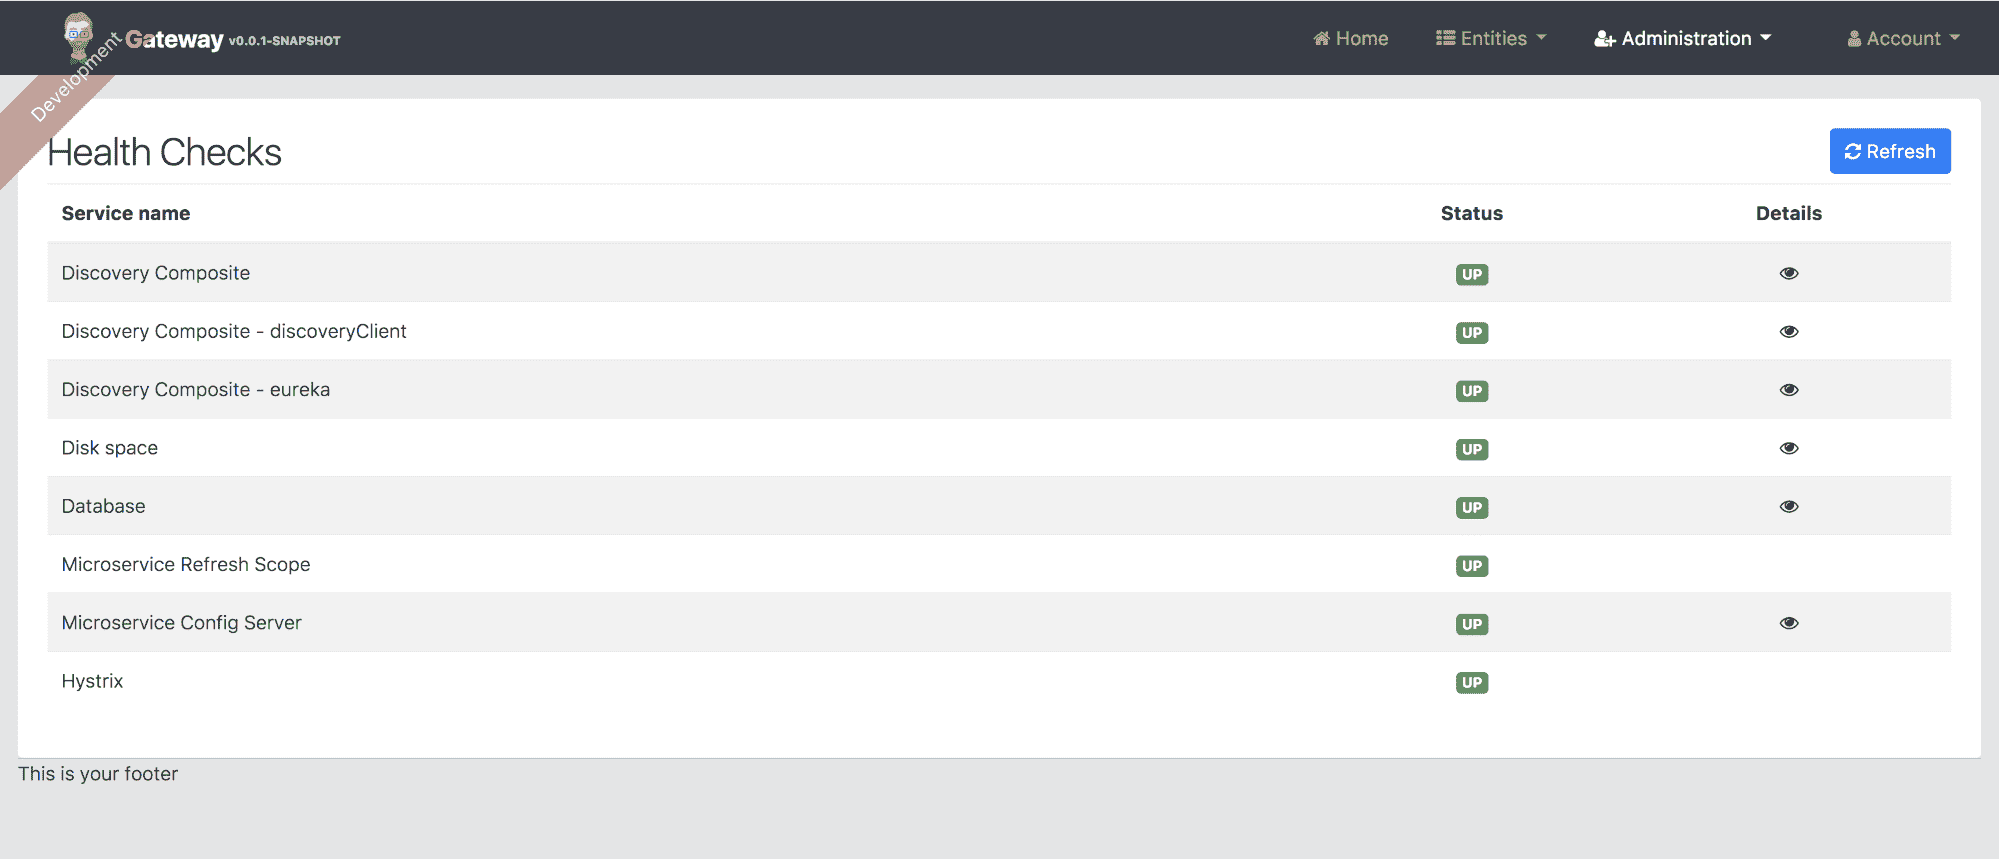 Gateway v0.0.1-SNAPSHOT Home Entities Administration Account
Development
Health Checks Refresh
Service name Status Details
Discovery Composite UP
Discovery Composite - discoveryClient UP
Discovery Composite - eureka UP
Disk space UP
Database UP
Microservice Refresh Scope UP
Microservice Config Server UP
Hystrix UP
This is your footer